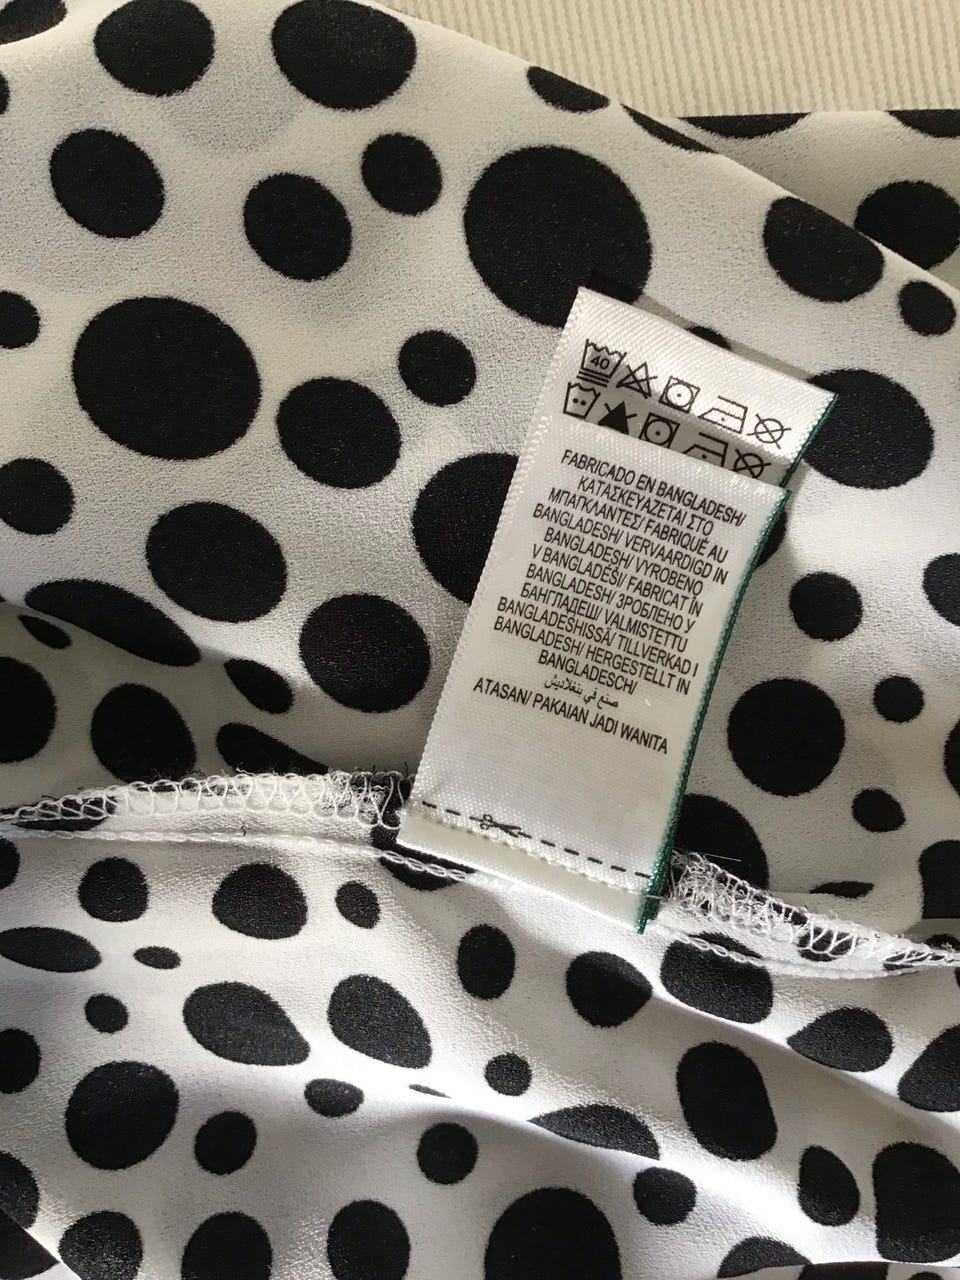 40
FABRICADO EN BANGLADESH/
ΚΑΤΑΣΚΕΥΑΖΕΤΑΙ ΣΤΟ
ΜΠΑΓΚΛΑΝΤΕΣ/ FABRIQUÉ AU
BANGLADESH/ VERVAARDIGD IN
BANGLADESH/ VYROBENO
V BANGLADÉŠI/ FABRICAT ÎN
BANGLADESH/ ЗРОБЛЕНО У
БАНГЛАДЕШ/ VALMISTETTU
BANGLADESHISSÄ/ TILLVERKAD I
BANGLADESH/ HERGESTELLT IN
BANGLADESCH/
صنع في بنغلاديش
ATASAN/ PAKAIAN JADI WANITA